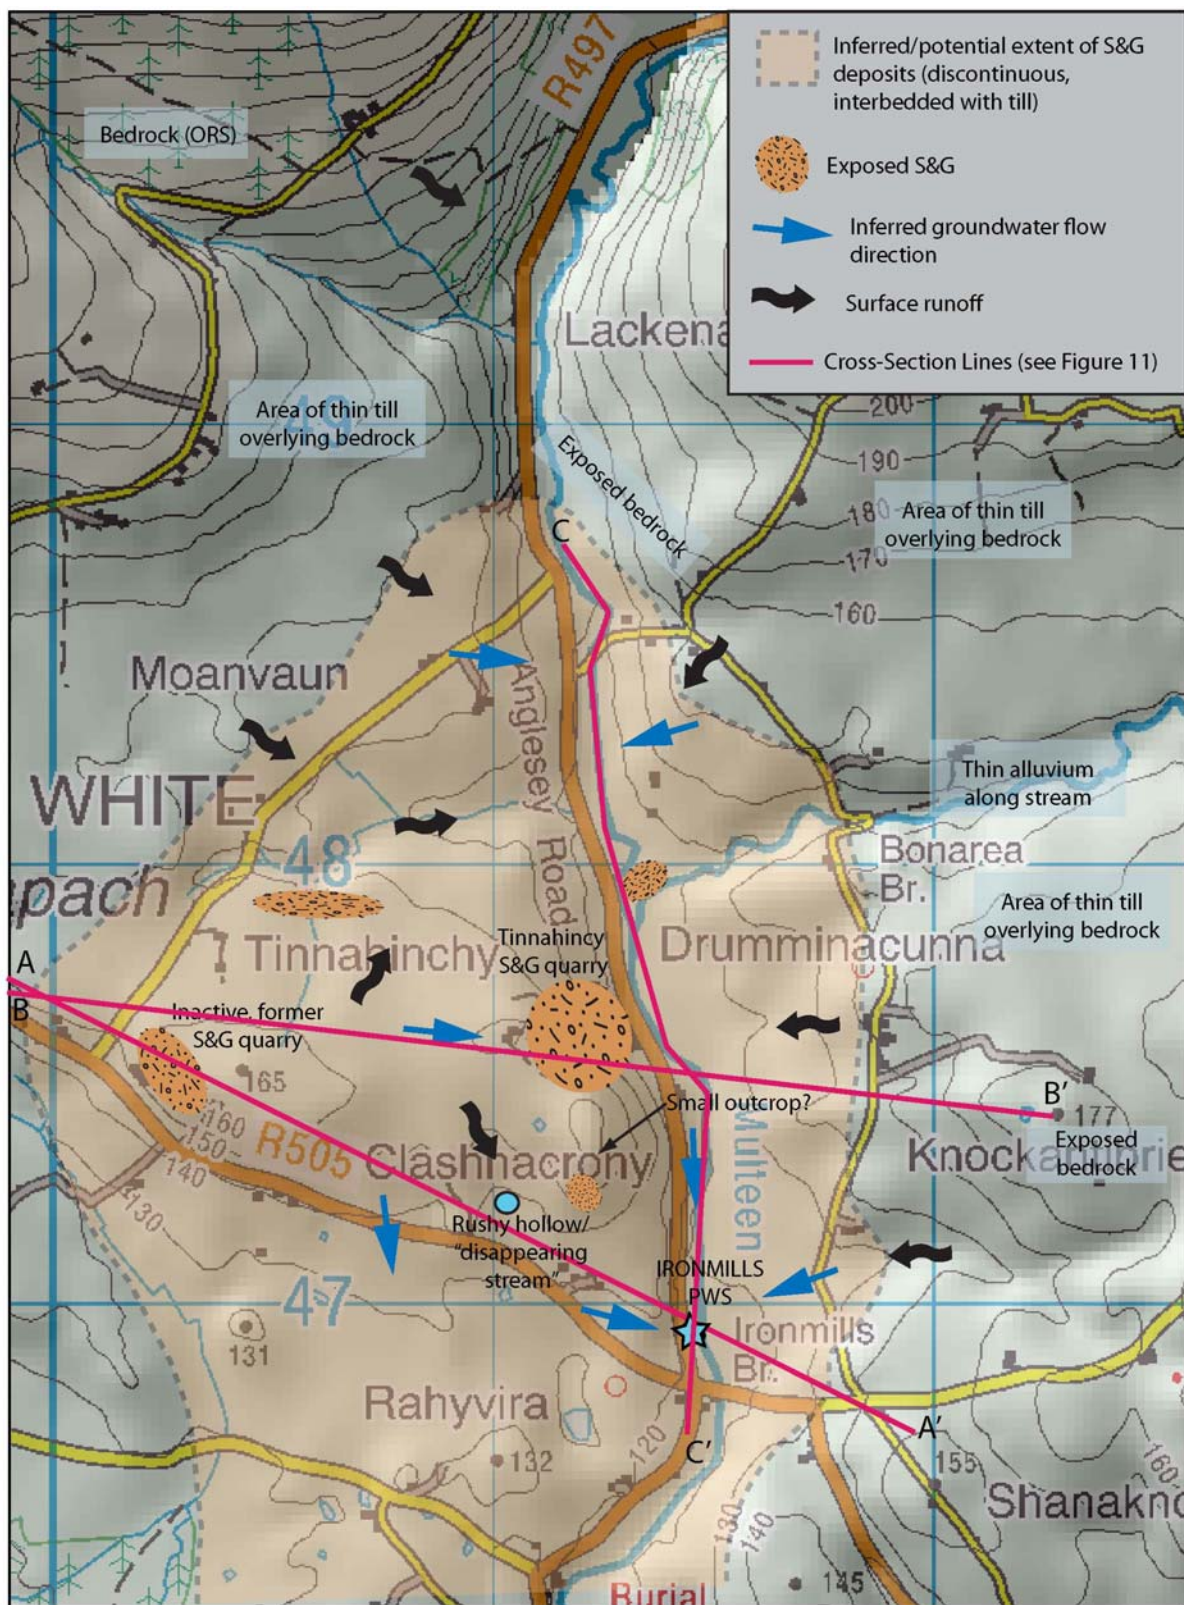 Inferred/potential extent of S&G
deposits (discontinuous,
interbedded with till)
Exposed S&G
Inferred groundwater flow
direction
Surface runoff
Cross-Section Lines (see Figure 11)
R497
Bedrock (ORS)
Lackena
200
190
180
170
160
49
Area of thin till
overlying bedrock
Exposed bedrock
Area of thin till
overlying bedrock
C
Moanvaun
Anglesey Road
WHITE
48
pach
Thin alluvium
along stream
Bonarea
Br.
Area of thin till
overlying bedrock
A
B
Tinnahinchy
Tinnahincy
S&G quarry
Drumminacunna
Inactive, former
S&G quarry
165
160
150
140
130
R505
Small outcrop?
B'
177
Exposed
bedrock
Clashnacrony
Multeen
Rushy hollow/
"disappearing
stream"
IRONMILLS
PWS
47
131
Ironmills
Br.
Rahyvira
132
120
C'
A'
155
160
130
140
145
Burial